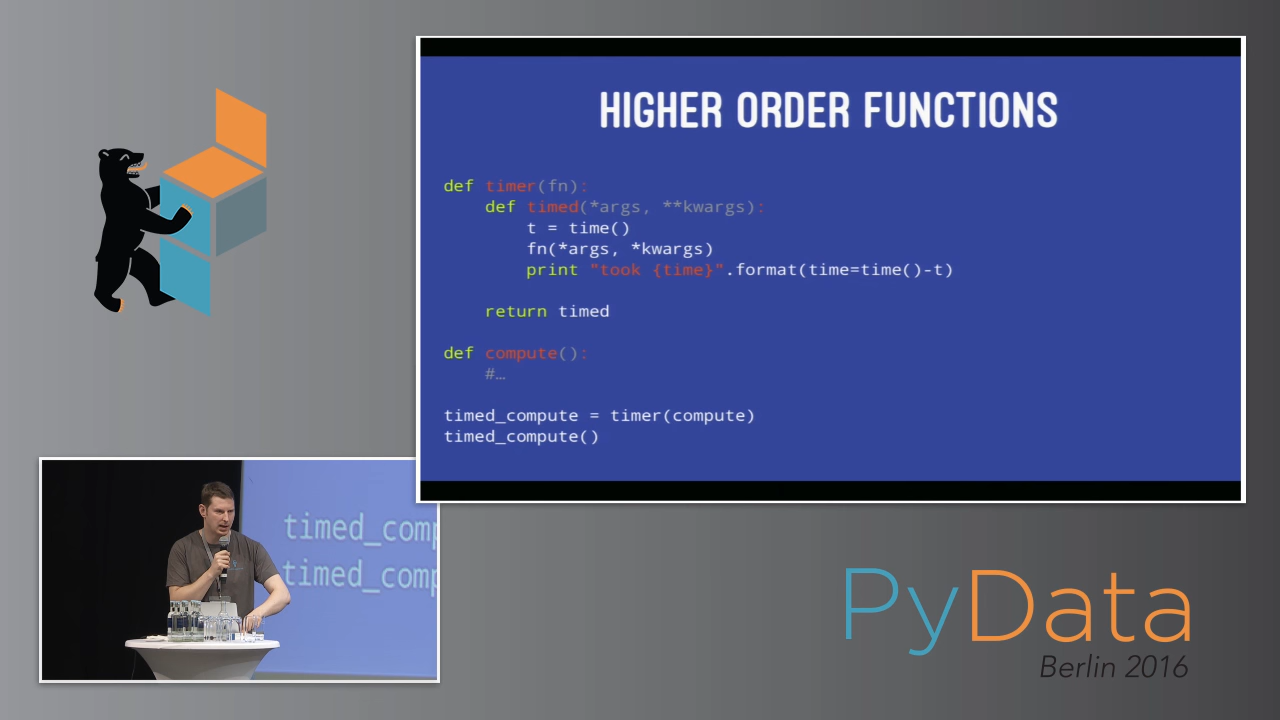 HIGHER ORDER FUNCTIONS
def timer(fn):
    def timed(*args, **kwargs):
        t = time()
        fn(*args, *kwargs)
        print "took {time}".format(time=time()-t)
    return timed
def compute():
    #…
timed_compute = timer(compute)
timed_compute()
timed_comp
timed_comp
PyData
Berlin 2016